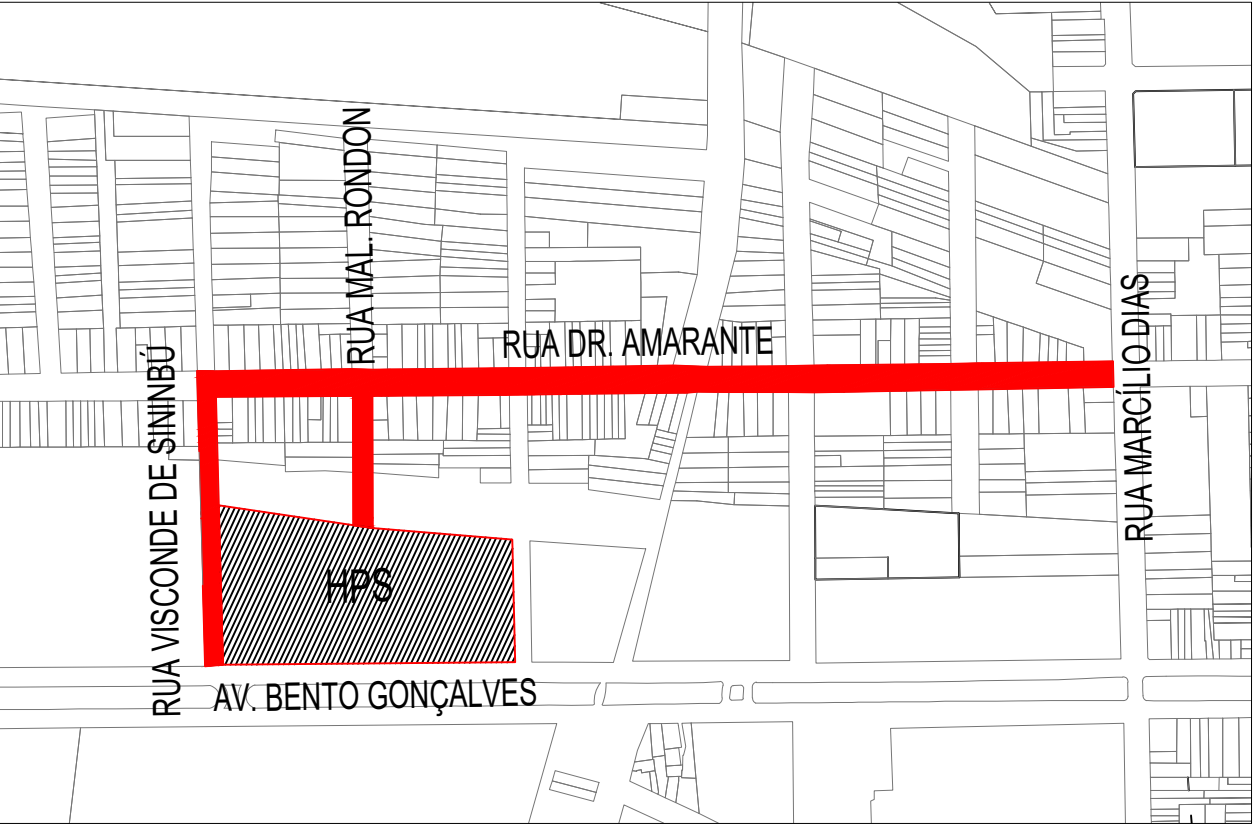 RUA MAL. RONDON
RUA DR. AMARANTE
RUA MARCÍLIO DIAS
RUA VISCONDE DE SININBÚ
HPS
AV. BENTO GONÇALVES